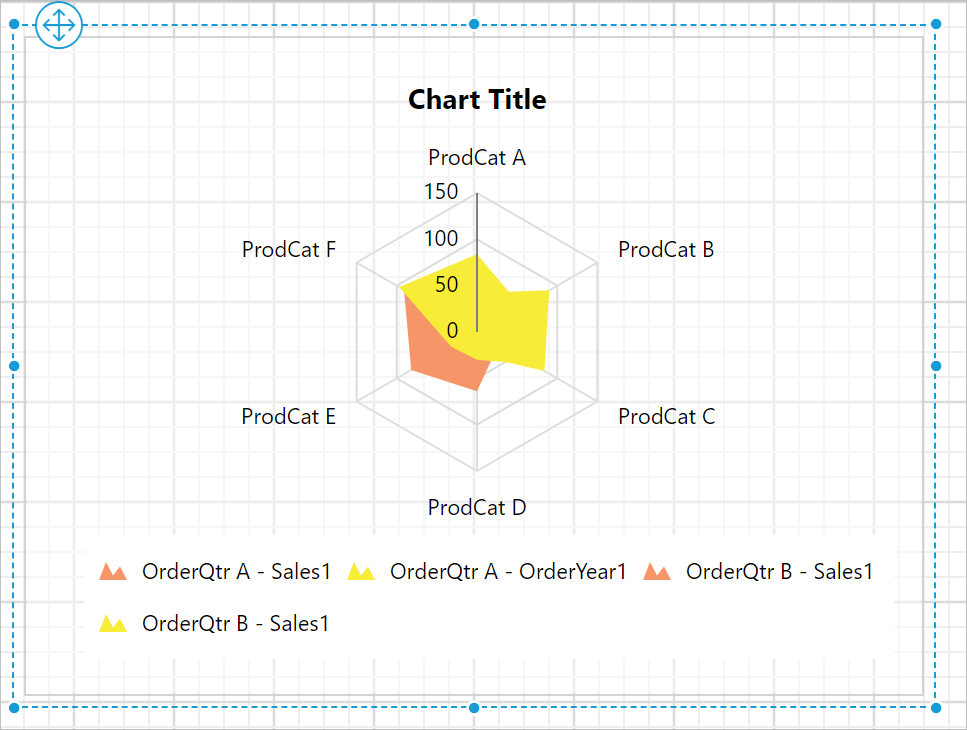 Chart Title
ProdCat A
150
ProdCat F
100
ProdCat B
50
0
ProdCat E
ProdCat C
ProdCat D
OrderQtr A - Sales1
OrderQtr A - OrderYear1
OrderQtr B - Sales1
OrderQtr B - Sales1